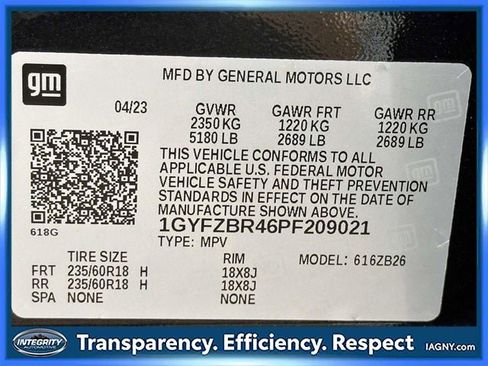 gm
MFD BY GENERAL MOTORS LLC
04/23 GVWR GAWR FRT GAWR RR
2350 KG 1220 KG 1220 KG
5180 LB 2689 LB 2689 LB
THIS VEHICLE CONFORMS TO ALL
APPLICABLE U.S. FEDERAL MOTOR
VEHICLE SAFETY AND THEFT PREVENTION
STANDARDS IN EFFECT ON THE DATE OF
MANUFACTURE SHOWN ABOVE.
618G
1GYFZBR46PF209021
TYPE: MPV
TIRE SIZE RIM MODEL: 616ZB26
FRT 235/60R18 H 18X8J
RR 235/60R18 H 18X8J
SPA NONE NONE
INTEGRITY
AUTOMOTIVE
Transparency. Efficiency. Respect
IAGNY.com